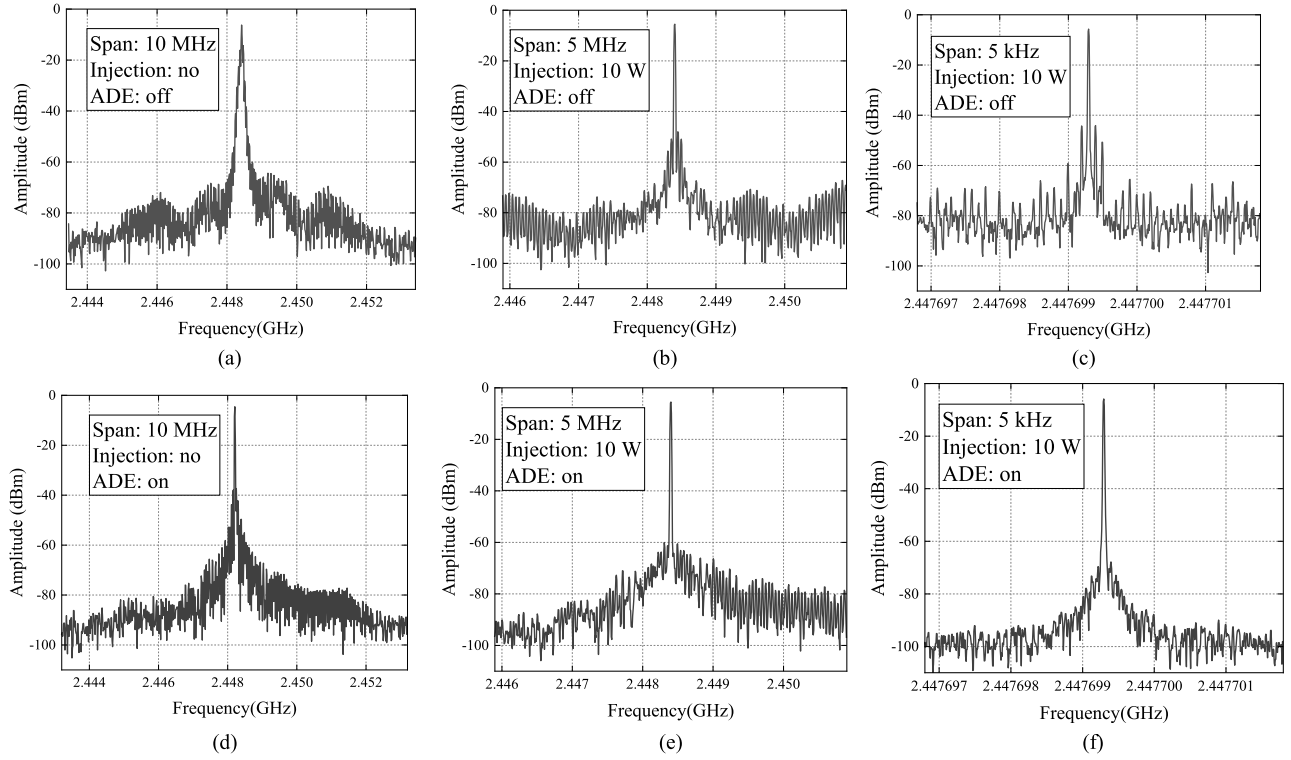 0
-20
-40
-60
-80
-100
Amplitude (dBm)
Span: 10 MHz
Injection: no
ADE: off
2.444 2.446 2.448 2.450 2.452
Frequency(GHz)
(a)
0
-20
-40
-60
-80
-100
Amplitude (dBm)
Span: 5 MHz
Injection: 10 W
ADE: off
2.446 2.447 2.448 2.449 2.450
Frequency(GHz)
(b)
0
-20
-40
-60
-80
-100
Amplitude (dBm)
Span: 5 kHz
Injection: 10 W
ADE: off
2.447697 2.447698 2.447699 2.447700 2.447701
Frequency(GHz)
(c)
0
-20
-40
-60
-80
-100
Amplitude (dBm)
Span: 10 MHz
Injection: no
ADE: on
2.444 2.446 2.448 2.450 2.452
Frequency(GHz)
(d)
0
-20
-40
-60
-80
-100
Amplitude (dBm)
Span: 5 MHz
Injection: 10 W
ADE: on
2.446 2.447 2.448 2.449 2.450
Frequency(GHz)
(e)
0
-20
-40
-60
-80
-100
Amplitude (dBm)
Span: 5 kHz
Injection: 10 W
ADE: on
2.447697 2.447698 2.447699 2.447700 2.447701
Frequency(GHz)
(f)